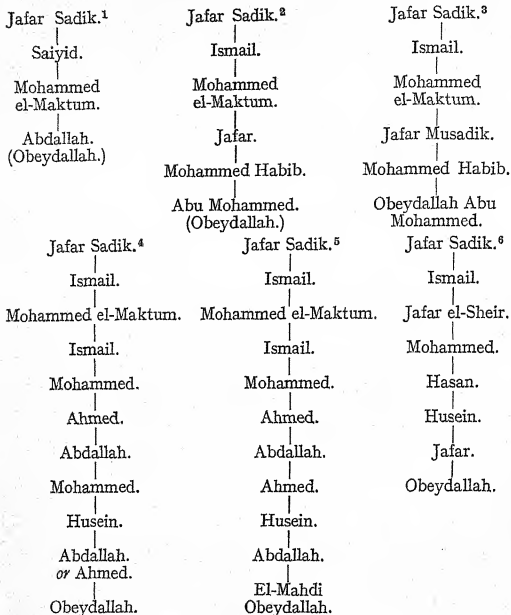 Jafar Sadik.¹
Saiyid.
Mohammed
el-Maktum.
Abdallah.
(Obeydallah.)
Jafar Sadik.²
Ismail.
Mohammed
el-Maktum.
Jafar.
Mohammed Habib.
Abu Mohammed.
(Obeydallah.)
Jafar Sadik.³
Ismail.
Mohammed
el-Maktum.
Jafar Musadik.
Mohammed Habib.
Obeydallah Abu
Mohammed.
Jafar Sadik.⁴
Ismail.
Mohammed el-Maktum.
Ismail.
Mohammed.
Ahmed.
Abdallah.
Mohammed.
Husein.
Abdallah.
or Ahmed.
Obeydallah.
Jafar Sadik.⁵
Ismail.
Mohammed el-Maktum.
Ismail.
Mohammed.
Ahmed.
Abdallah.
Ahmed.
Husein.
Abdallah.
El-Mahdi
Obeydallah.
Jafar Sadik.⁶
Ismail.
Jafar el-Sheir.
Mohammed.
Hasan.
Husein.
Jafar.
Obeydallah.